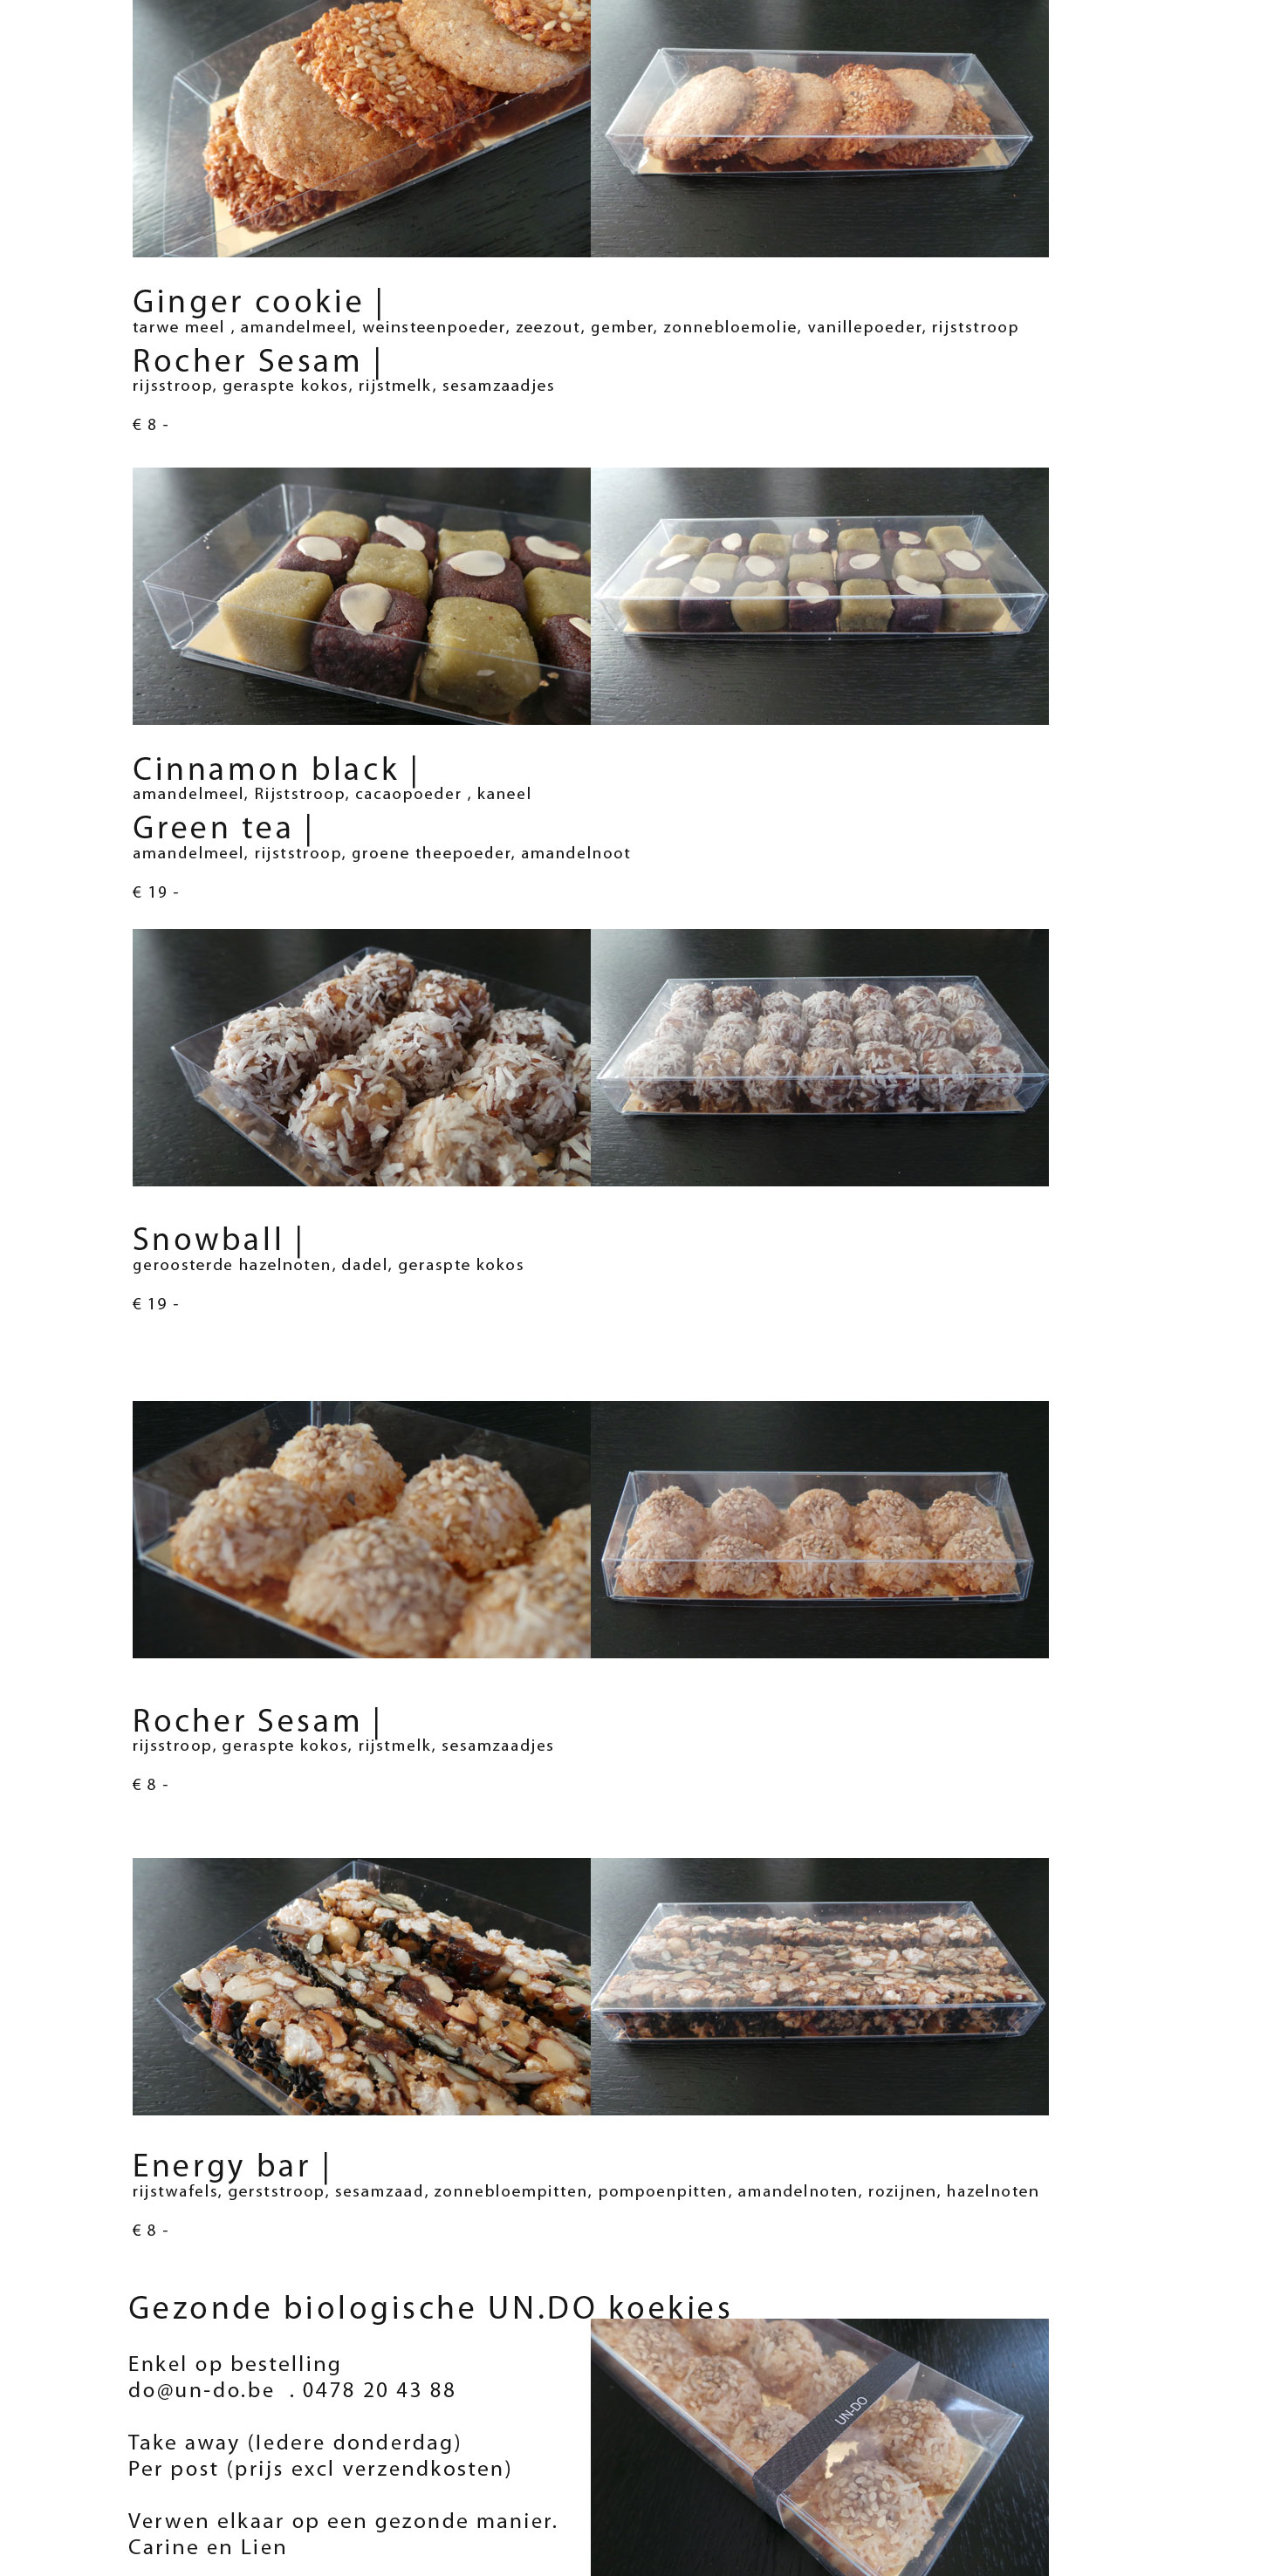 Ginger cookie |
tarwe meel , amandelmeel, weinsteenpoeder, zeezout, gember, zonnebloemolie, vanillepoeder, rijststroop
Rocher Sesam |
rijsstroop, geraspte kokos, rijstmelk, sesamzaadjes
€ 8 -
Cinnamon black |
amandelmeel, Rijststroop, cacaopoeder , kaneel
Green tea |
amandelmeel, rijststroop, groene theepoeder, amandelnoot
€ 19 -
Snowball |
geroosterde hazelnoten, dadel, geraspte kokos
€ 19 -
Rocher Sesam |
rijsstroop, geraspte kokos, rijstmelk, sesamzaadjes
€ 8 -
Energy bar |
rijstwafels, gerststroop, sesamzaad, zonnebloempitten, pompoenpitten, amandelnoten, rozijnen, hazelnoten
€ 8 -
Gezonde biologische UN.DO koekjes
Enkel op bestelling
do@un-do.be . 0478 20 43 88
Take away (Iedere donderdag)
Per post (prijs excl verzendkosten)
Verwen elkaar op een gezonde manier.
Carine en Lien
UN-DO